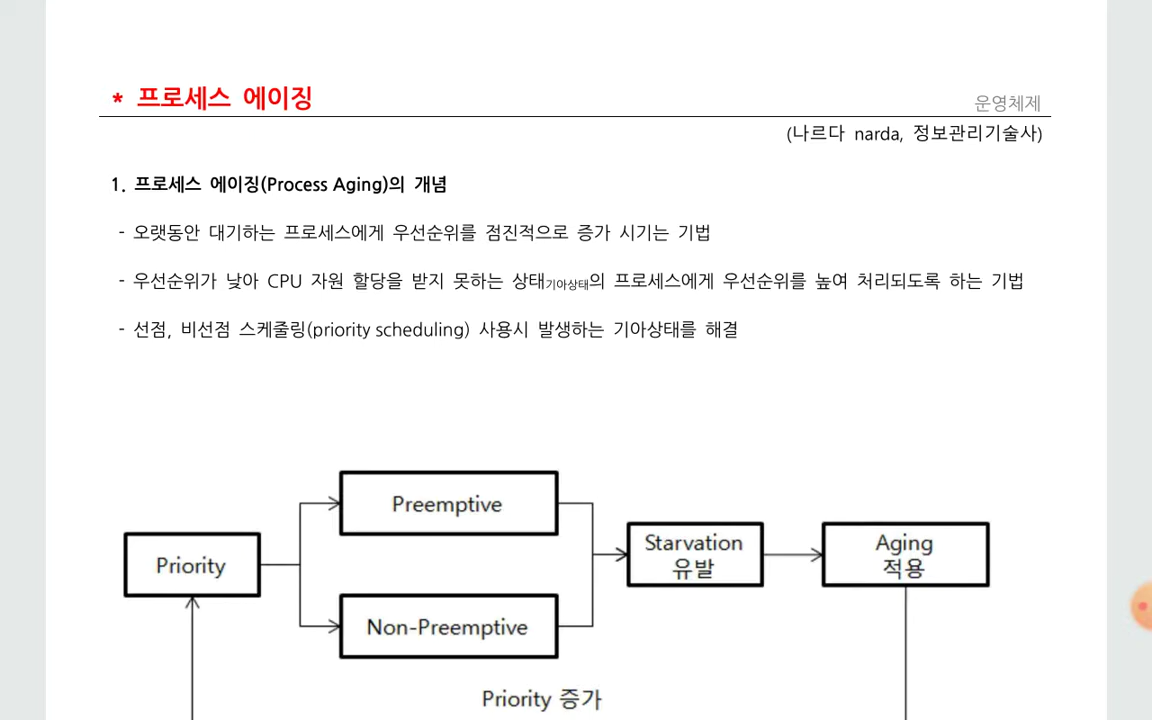 * 프로세스 에이징
운영체제
(나르다 narda, 정보관리기술사)
1. 프로세스 에이징(Process Aging)의 개념
- 오랫동안 대기하는 프로세스에게 우선순위를 점진적으로 증가 시기는 기법
- 우선순위가 낮아 CPU 자원 할당을 받지 못하는 상태기아상태의 프로세스에게 우선순위를 높여 처리되도록 하는 기법
- 선점, 비선점 스케줄링(priority scheduling) 사용시 발생하는 기아상태를 해결
Preemptive
Priority
Starvation
유발
Aging
적용
Non-Preemptive
Priority 증가